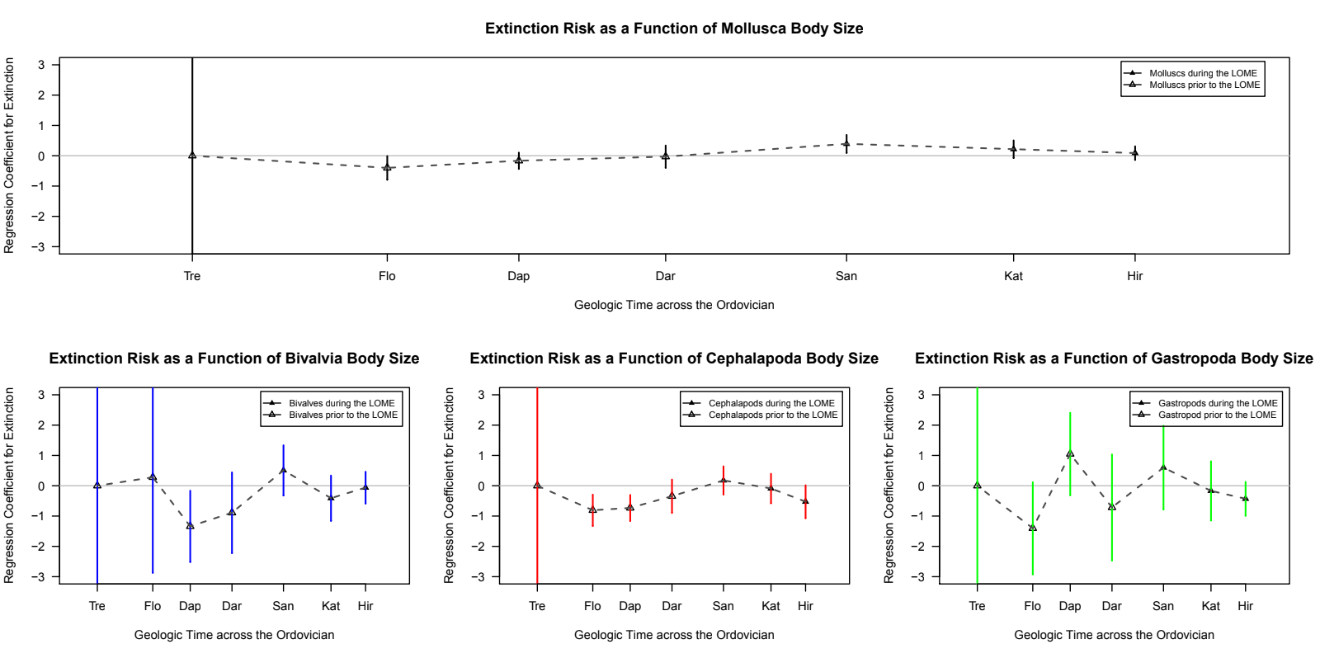 Extinction Risk as a Function of Mollusca Body Size
Regression Coefficient for Extinction
3
2
1
0
−1
−2
−3
Molluscs during the LOME
Molluscs prior to the LOME
Tre Flo Dap Dar San Kat Hir
Geologic Time across the Ordovician
Extinction Risk as a Function of Bivalvia Body Size
Regression Coefficient for Extinction
3
2
1
0
−1
−2
−3
Bivalves during the LOME
Bivalves prior to the LOME
Tre Flo Dap Dar San Kat Hir
Geologic Time across the Ordovician
Extinction Risk as a Function of Cephalapoda Body Size
Regression Coefficient for Extinction
3
2
1
0
−1
−2
−3
Cephalapods during the LOME
Cephalapods prior to the LOME
Tre Flo Dap Dar San Kat Hir
Geologic Time across the Ordovician
Extinction Risk as a Function of Gastropoda Body Size
Regression Coefficient for Extinction
3
2
1
0
−1
−2
−3
Gastropods during the LOME
Gastropod prior to the LOME
Tre Flo Dap Dar San Kat Hir
Geologic Time across the Ordovician